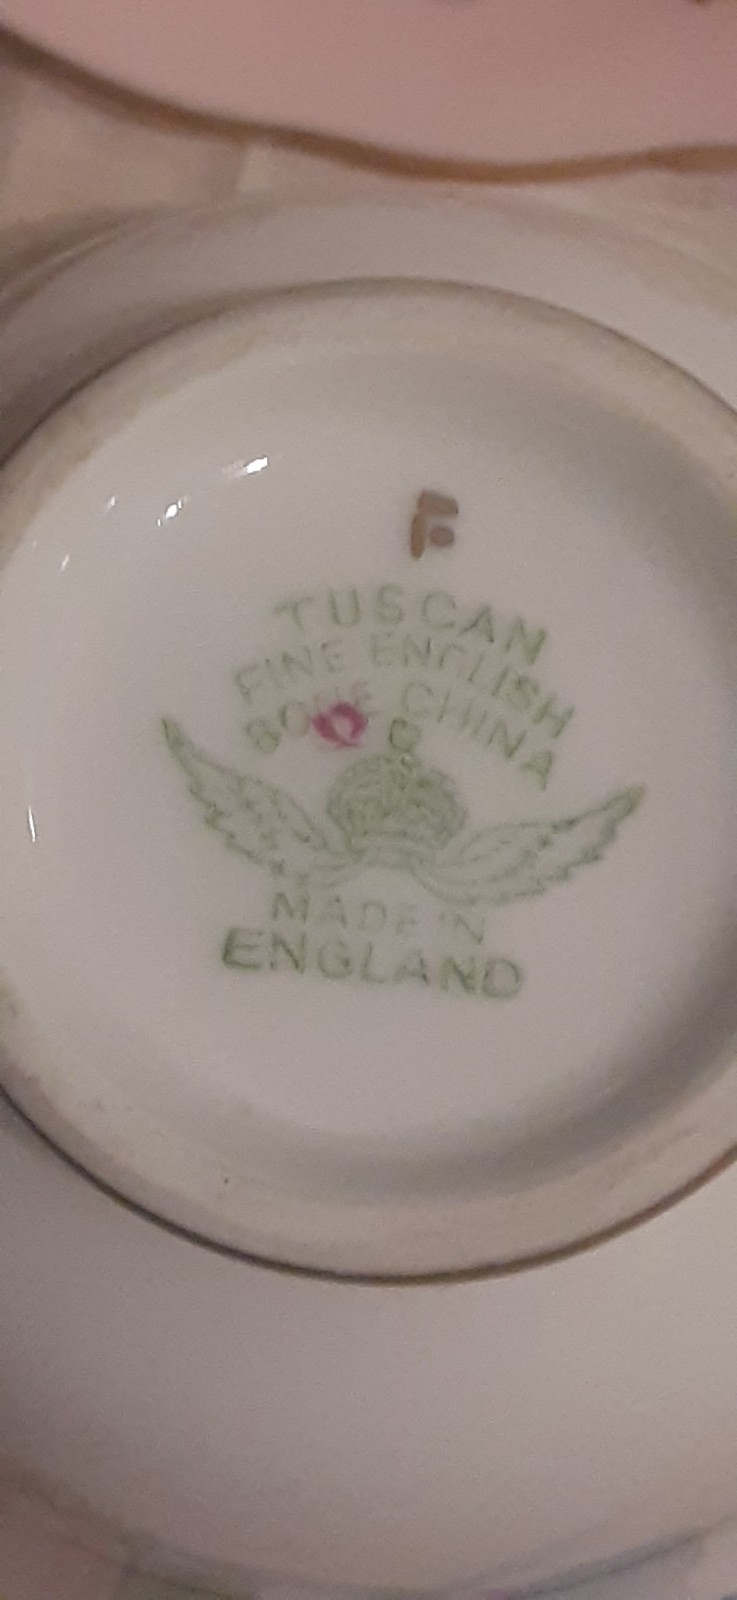 F
TUSCAN
FINE ENGLISH
BONE CHINA
MADE IN
ENGLAND